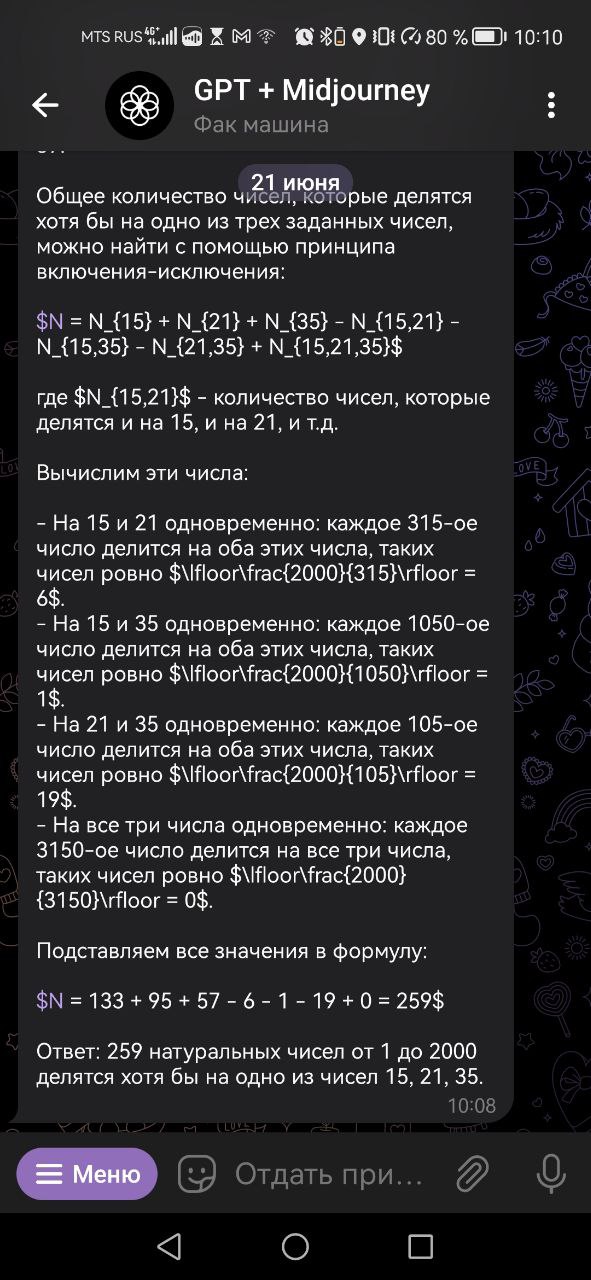 MTS RUS 4G+ 80 % 10:10
GPT + Midjourney
Фак машина
21 июня
Общее количество чисел, которые делятся
хотя бы на одно из трех заданных чисел,
можно найти с помощью принципа
включения-исключения:
$N = N_{15} + N_{21} + N_{35} - N_{15,21} -
N_{15,35} - N_{21,35} + N_{15,21,35}$
где $N_{15,21}$ - количество чисел, которые
делятся и на 15, и на 21, и т.д.
Вычислим эти числа:
- На 15 и 21 одновременно: каждое 315-ое
число делится на оба этих числа, таких
чисел ровно $\lfloor\frac{2000}{315}\rfloor =
6$.
- На 15 и 35 одновременно: каждое 1050-ое
число делится на оба этих числа, таких
чисел ровно $\lfloor\frac{2000}{1050}\rfloor =
1$.
- На 21 и 35 одновременно: каждое 105-ое
число делится на оба этих числа, таких
чисел ровно $\lfloor\frac{2000}{105}\rfloor =
19$.
- На все три числа одновременно: каждое
3150-ое число делится на все три числа,
таких чисел ровно $\lfloor\frac{2000}
{3150}\rfloor = 0$.
Подставляем все значения в формулу:
$N = 133 + 95 + 57 - 6 - 1 - 19 + 0 = 259$
Ответ: 259 натуральных чисел от 1 до 2000
делятся хотя бы на одно из чисел 15, 21, 35.
10:08
Меню
Отдать при...